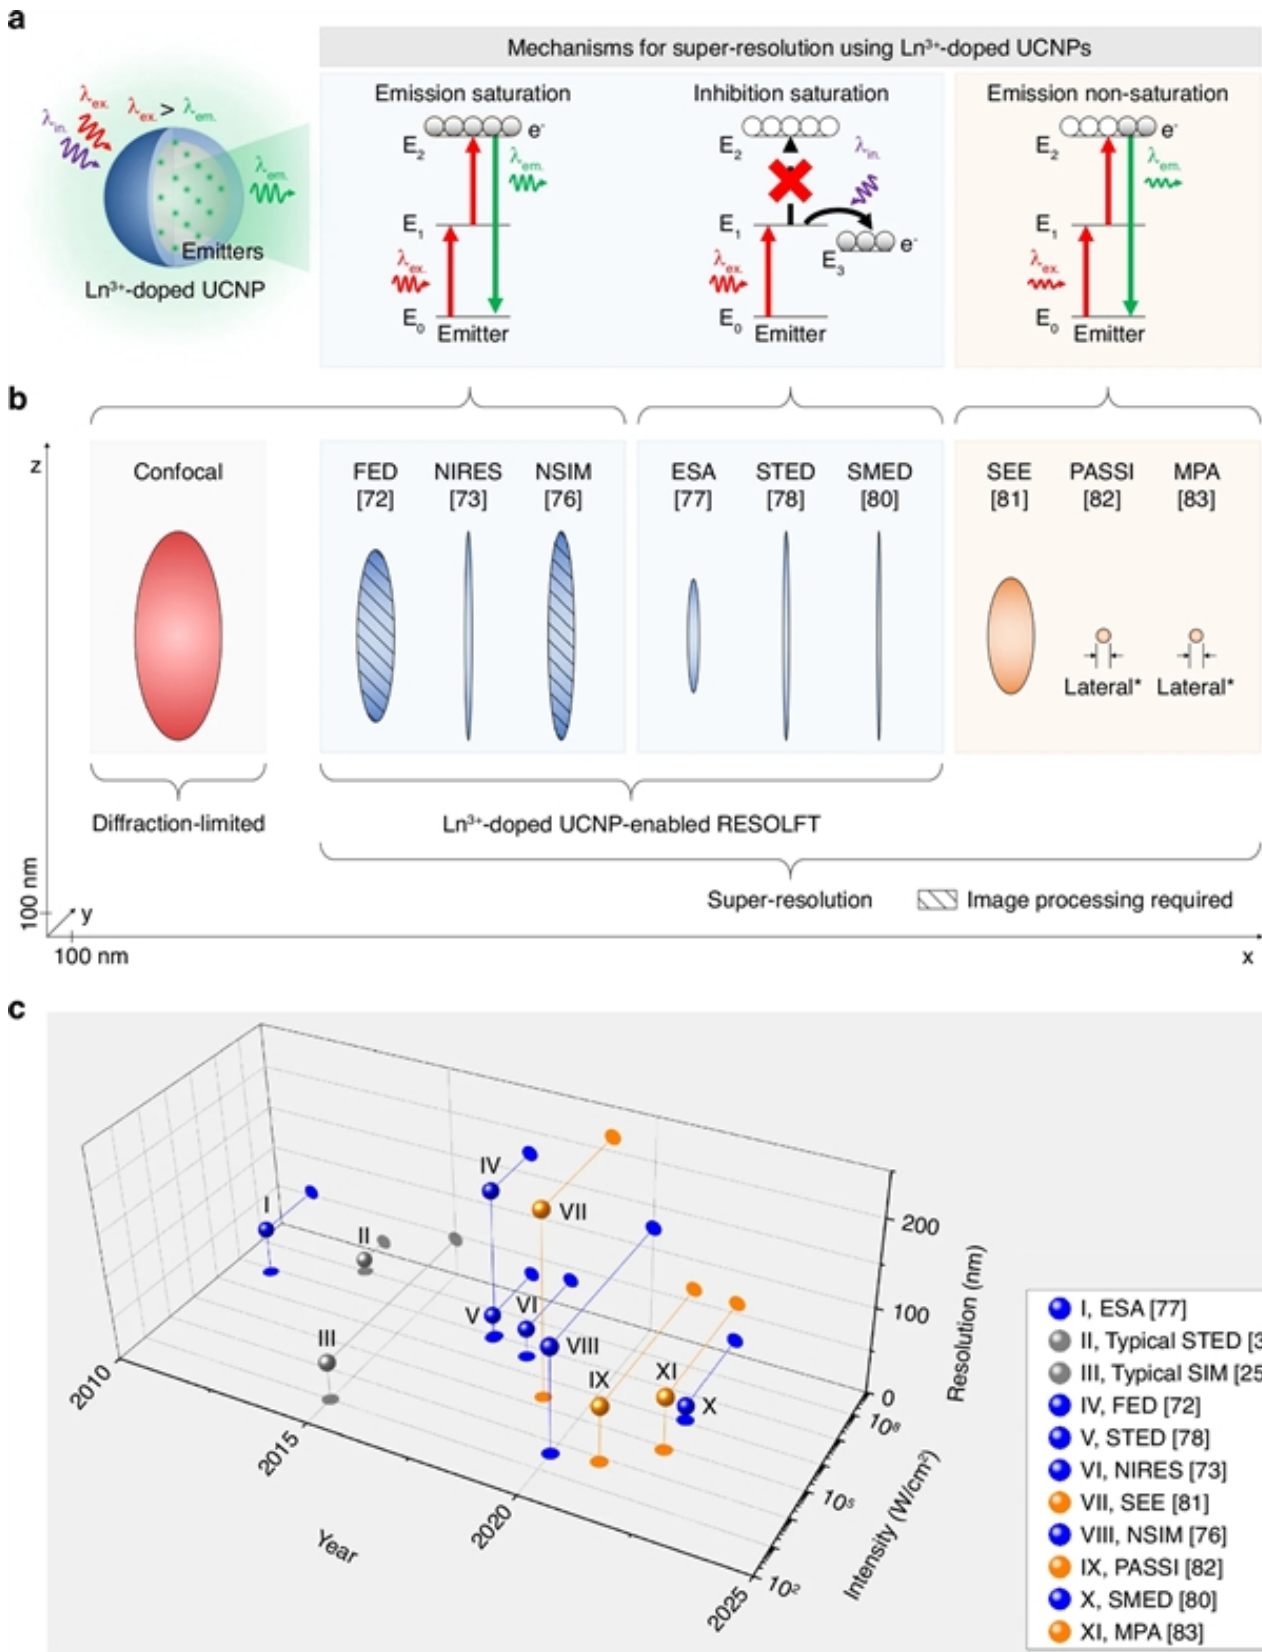 a
Mechanisms for super-resolution using Ln³⁺-doped UCNPs
λex. λex. > λem.
λin.
λem.
Emitters
Ln³⁺-doped UCNP
Emission saturation
E₂ e⁻
λem.
E₁
λex.
E₀
Emitter
Inhibition saturation
E₂ λin.
E₁
E₃ e⁻
λex.
E₀
Emitter
Emission non-saturation
E₂ e⁻
λem.
E₁
λex.
E₀
Emitter
b
z
Confocal
FED NIRES NSIM ESA STED SMED SEE PASSI MPA
[72] [73] [76] [77] [78] [80] [81] [82] [83]
Lateral* Lateral*
Diffraction-limited
Ln³⁺-doped UCNP-enabled RESOLFT
Super-resolution
Image processing required
100 nm
y
100 nm
x
c
I
II
III
IV
V
VI
VII
VIII
IX
XI
X
2010
2015
2020
2025
Year
200
100
0
Resolution (nm)
10⁸
10⁵
10²
Intensity (W/cm²)
I, ESA [77]
II, Typical STED [3
III, Typical SIM [25
IV, FED [72]
V, STED [78]
VI, NIRES [73]
VII, SEE [81]
VIII, NSIM [76]
IX, PASSI [82]
X, SMED [80]
XI, MPA [83]